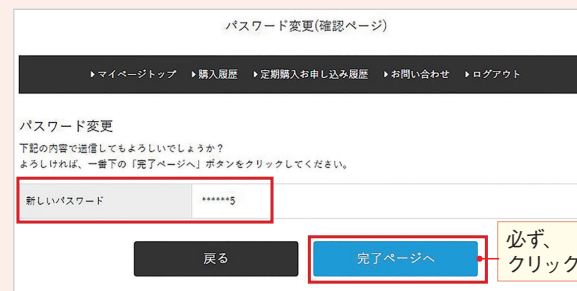 パスワード変更(確認ページ)
▶マイページトップ ▶購入履歴 ▶定期購入お申し込み履歴 ▶お問い合わせ ▶ログアウト
パスワード変更
下記の内容で送信してもよろしいでしょうか？
よろしければ、一番下の「完了ページへ」ボタンをクリックしてください。
新しいパスワード ******5
戻る 完了ページへ
必ず、
クリック